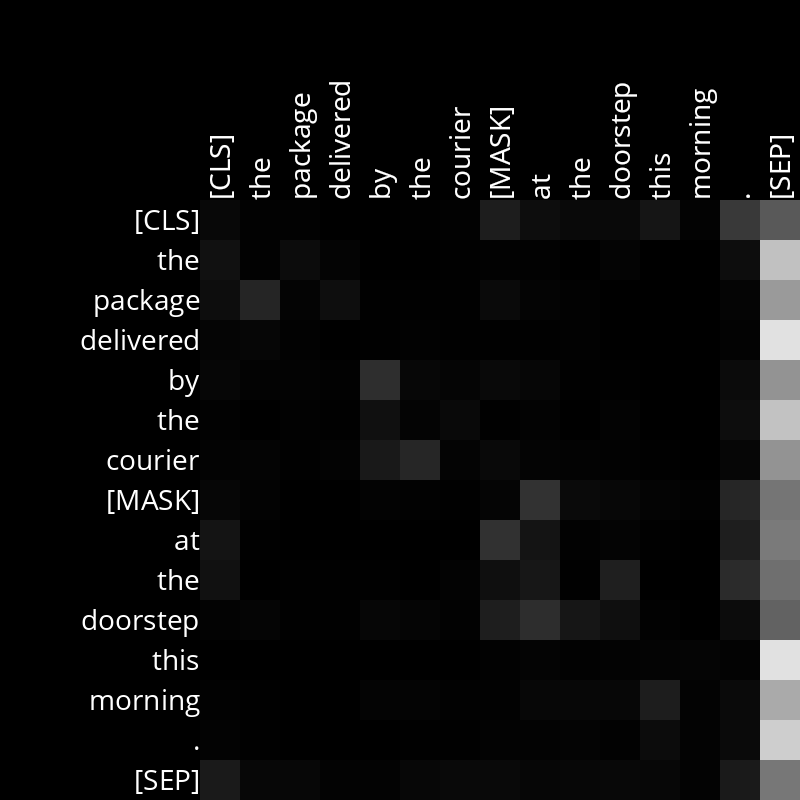 [CLS]
the
package
delivered
by
the
courier
[MASK]
at
the
doorstep
this
morning
.
[SEP]
[CLS]
the
package
delivered
by
the
courier
[MASK]
at
the
doorstep
this
morning
.
[SEP]